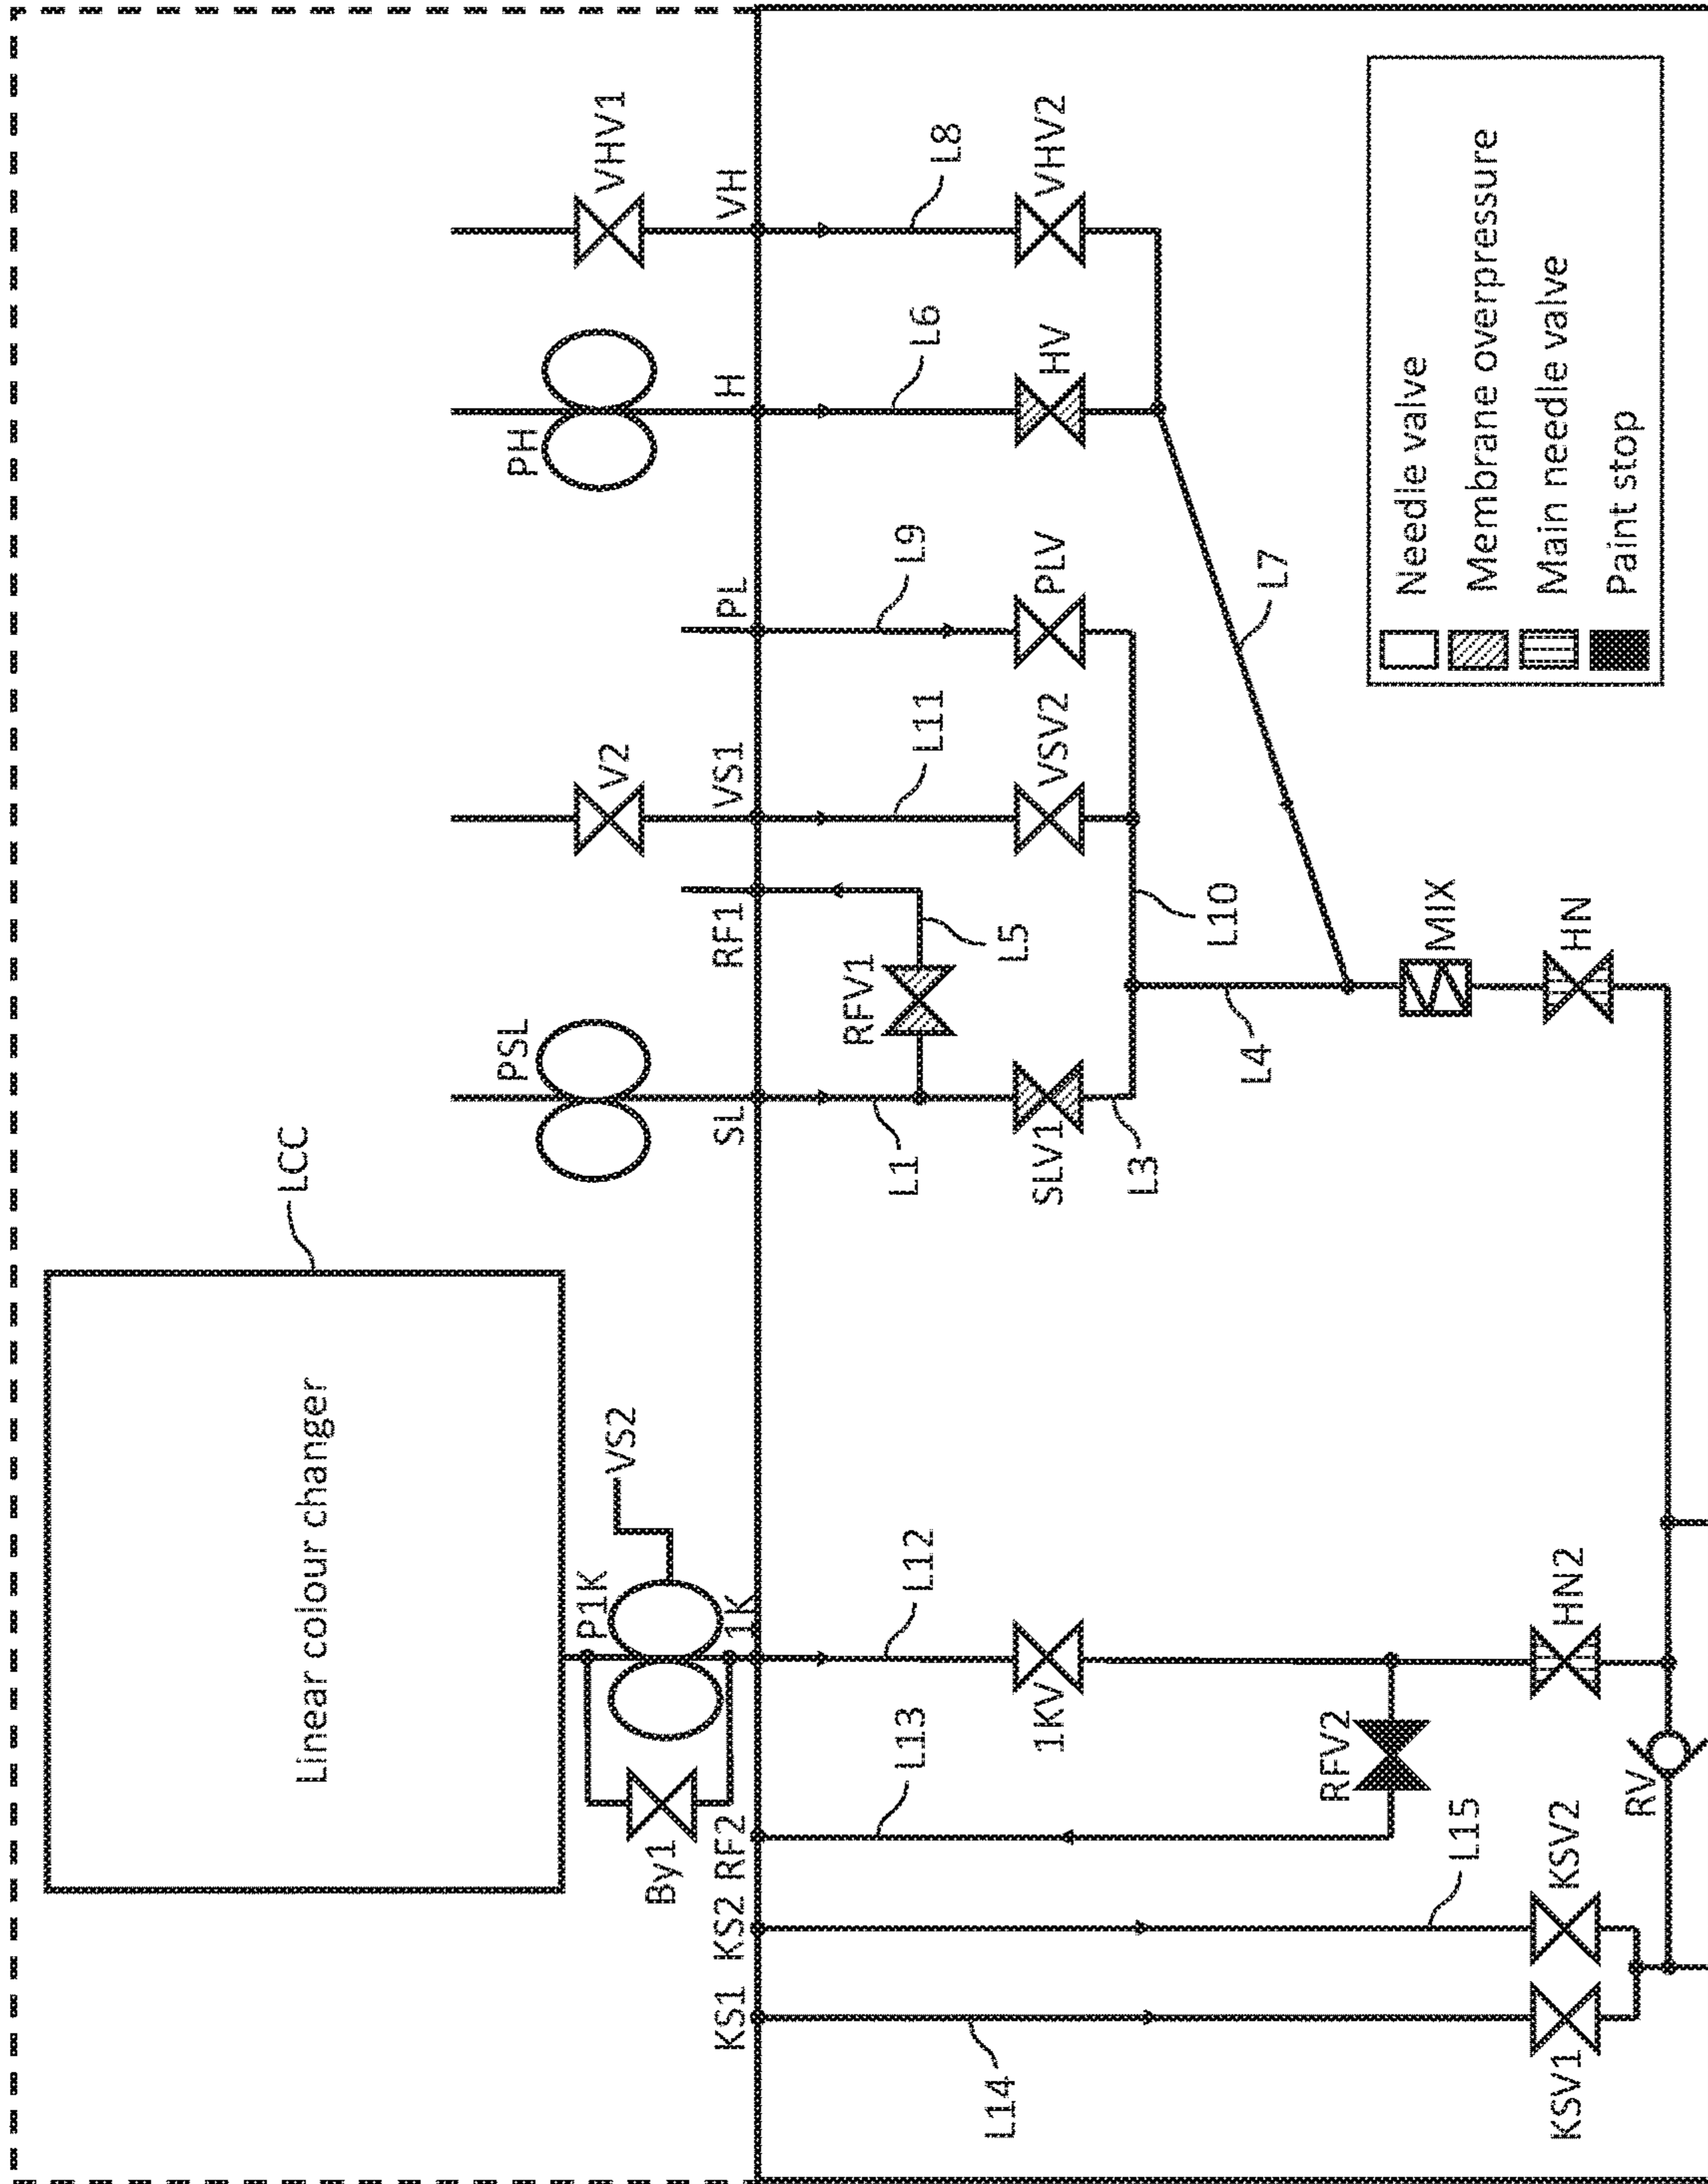 Linear colour changer
LCC
By1
P1K
VS2
PSL
V2
PH
VHV1
KS1
KS2
RF2
1K
SL
RF1
VS1
PL
H
VH
L14
L13
L12
L1
RFV1
L5
L11
L9
L6
L8
1KV
SLV1
VSV2
PLV
HV
VHV2
L3
L10
L4
L7
RFV2
L15
MIX
KSV1
KSV2
HN2
HN
RV
Needle valve
Membrane overpressure
Main needle valve
Paint stop